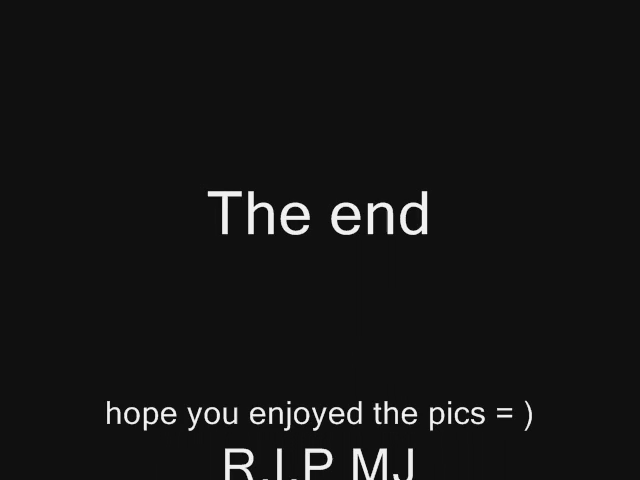 The end
hope you enjoyed the pics = )
R.I.P MJ